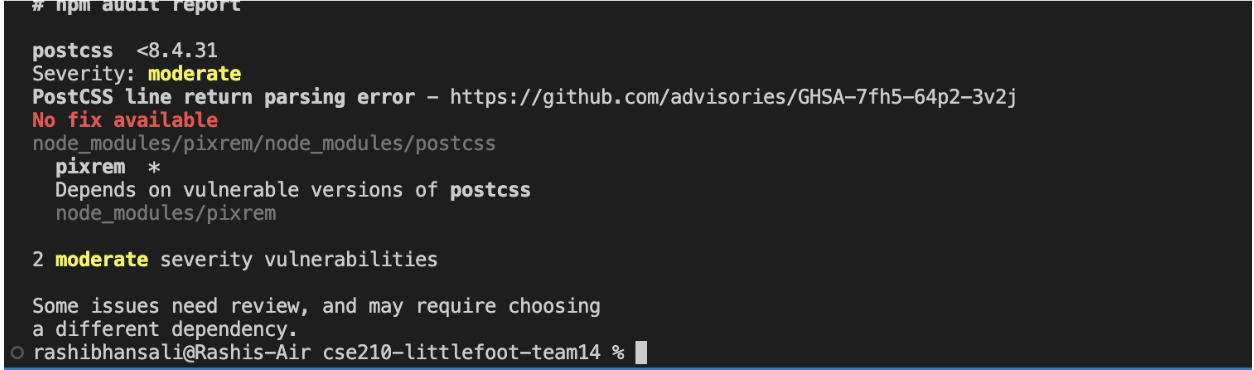 # npm audit report
postcss  <8.4.31
Severity: moderate
PostCSS line return parsing error – https://github.com/advisories/GHSA-7fh5-64p2-3v2j
No fix available
node_modules/pixrem/node_modules/postcss
pixrem  *
Depends on vulnerable versions of postcss
node_modules/pixrem
2 moderate severity vulnerabilities
Some issues need review, and may require choosing
a different dependency.
rashibhansali@Rashis-Air cse210-littlefoot-team14 %